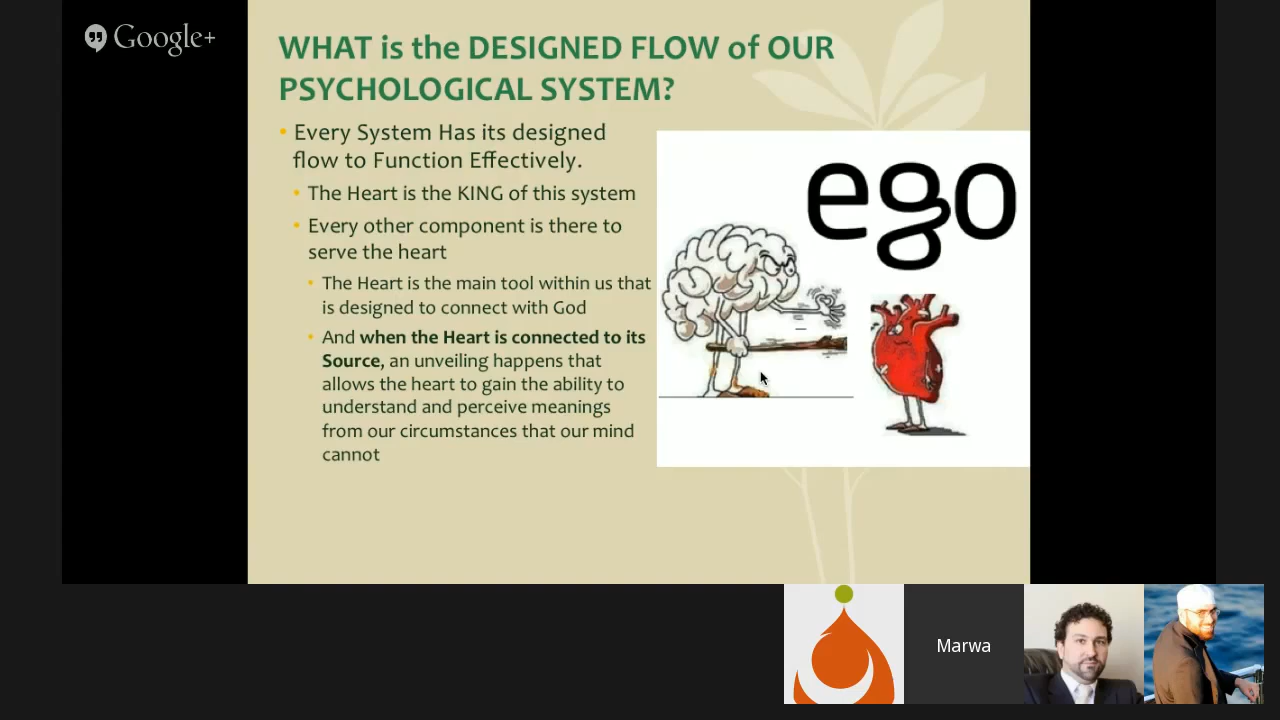 Google+
WHAT is the DESIGNED FLOW of OUR
PSYCHOLOGICAL SYSTEM?
• Every System Has its designed
flow to Function Effectively.
• The Heart is the KING of this system
• Every other component is there to
serve the heart
• The Heart is the main tool within us that
is designed to connect with God
• And when the Heart is connected to its
Source, an unveiling happens that
allows the heart to gain the ability to
understand and perceive meanings
from our circumstances that our mind
cannot
ego
Marwa